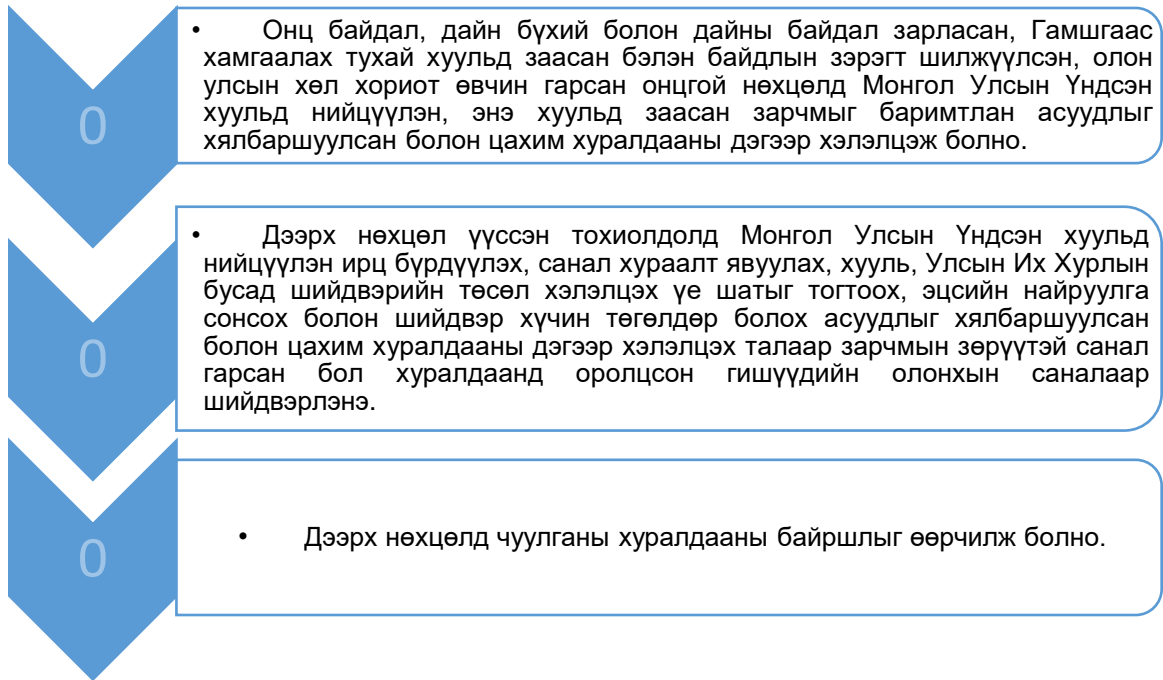 0
• Онц байдал, дайн бүхий болон дайны байдал зарласан, Гамшгаас
хамгаалах тухай хуульд заасан бэлэн байдлын зэрэгт шилжүүлсэн, олон
улсын хөл хориот өвчин гарсан онцгой нөхцөлд Монгол Улсын Үндсэн
хуульд нийцүүлэн, энэ хуульд заасан зарчмыг баримтлан асуудлыг
хялбаршуулсан болон цахим хуралдааны дэгээр хэлэлцэж болно.
0
• Дээрх нөхцөл үүссэн тохиолдолд Монгол Улсын Үндсэн хуульд
нийцүүлэн ирц бүрдүүлэх, санал хураалт явуулах, хууль, Улсын Их Хурлын
бусад шийдвэрийн төсөл хэлэлцэх үе шатыг тогтоох, эцсийн найруулга
сонсох болон шийдвэр хүчин төгөлдөр болох асуудлыг хялбаршуулсан
болон цахим хуралдааны дэгээр хэлэлцэх талаар зарчмын зөрүүтэй санал
гарсан бол хуралдаанд оролцсон гишүүдийн олонхын саналаар
шийдвэрлэнэ.
0
• Дээрх нөхцөлд чуулганы хуралдааны байршлыг өөрчилж болно.